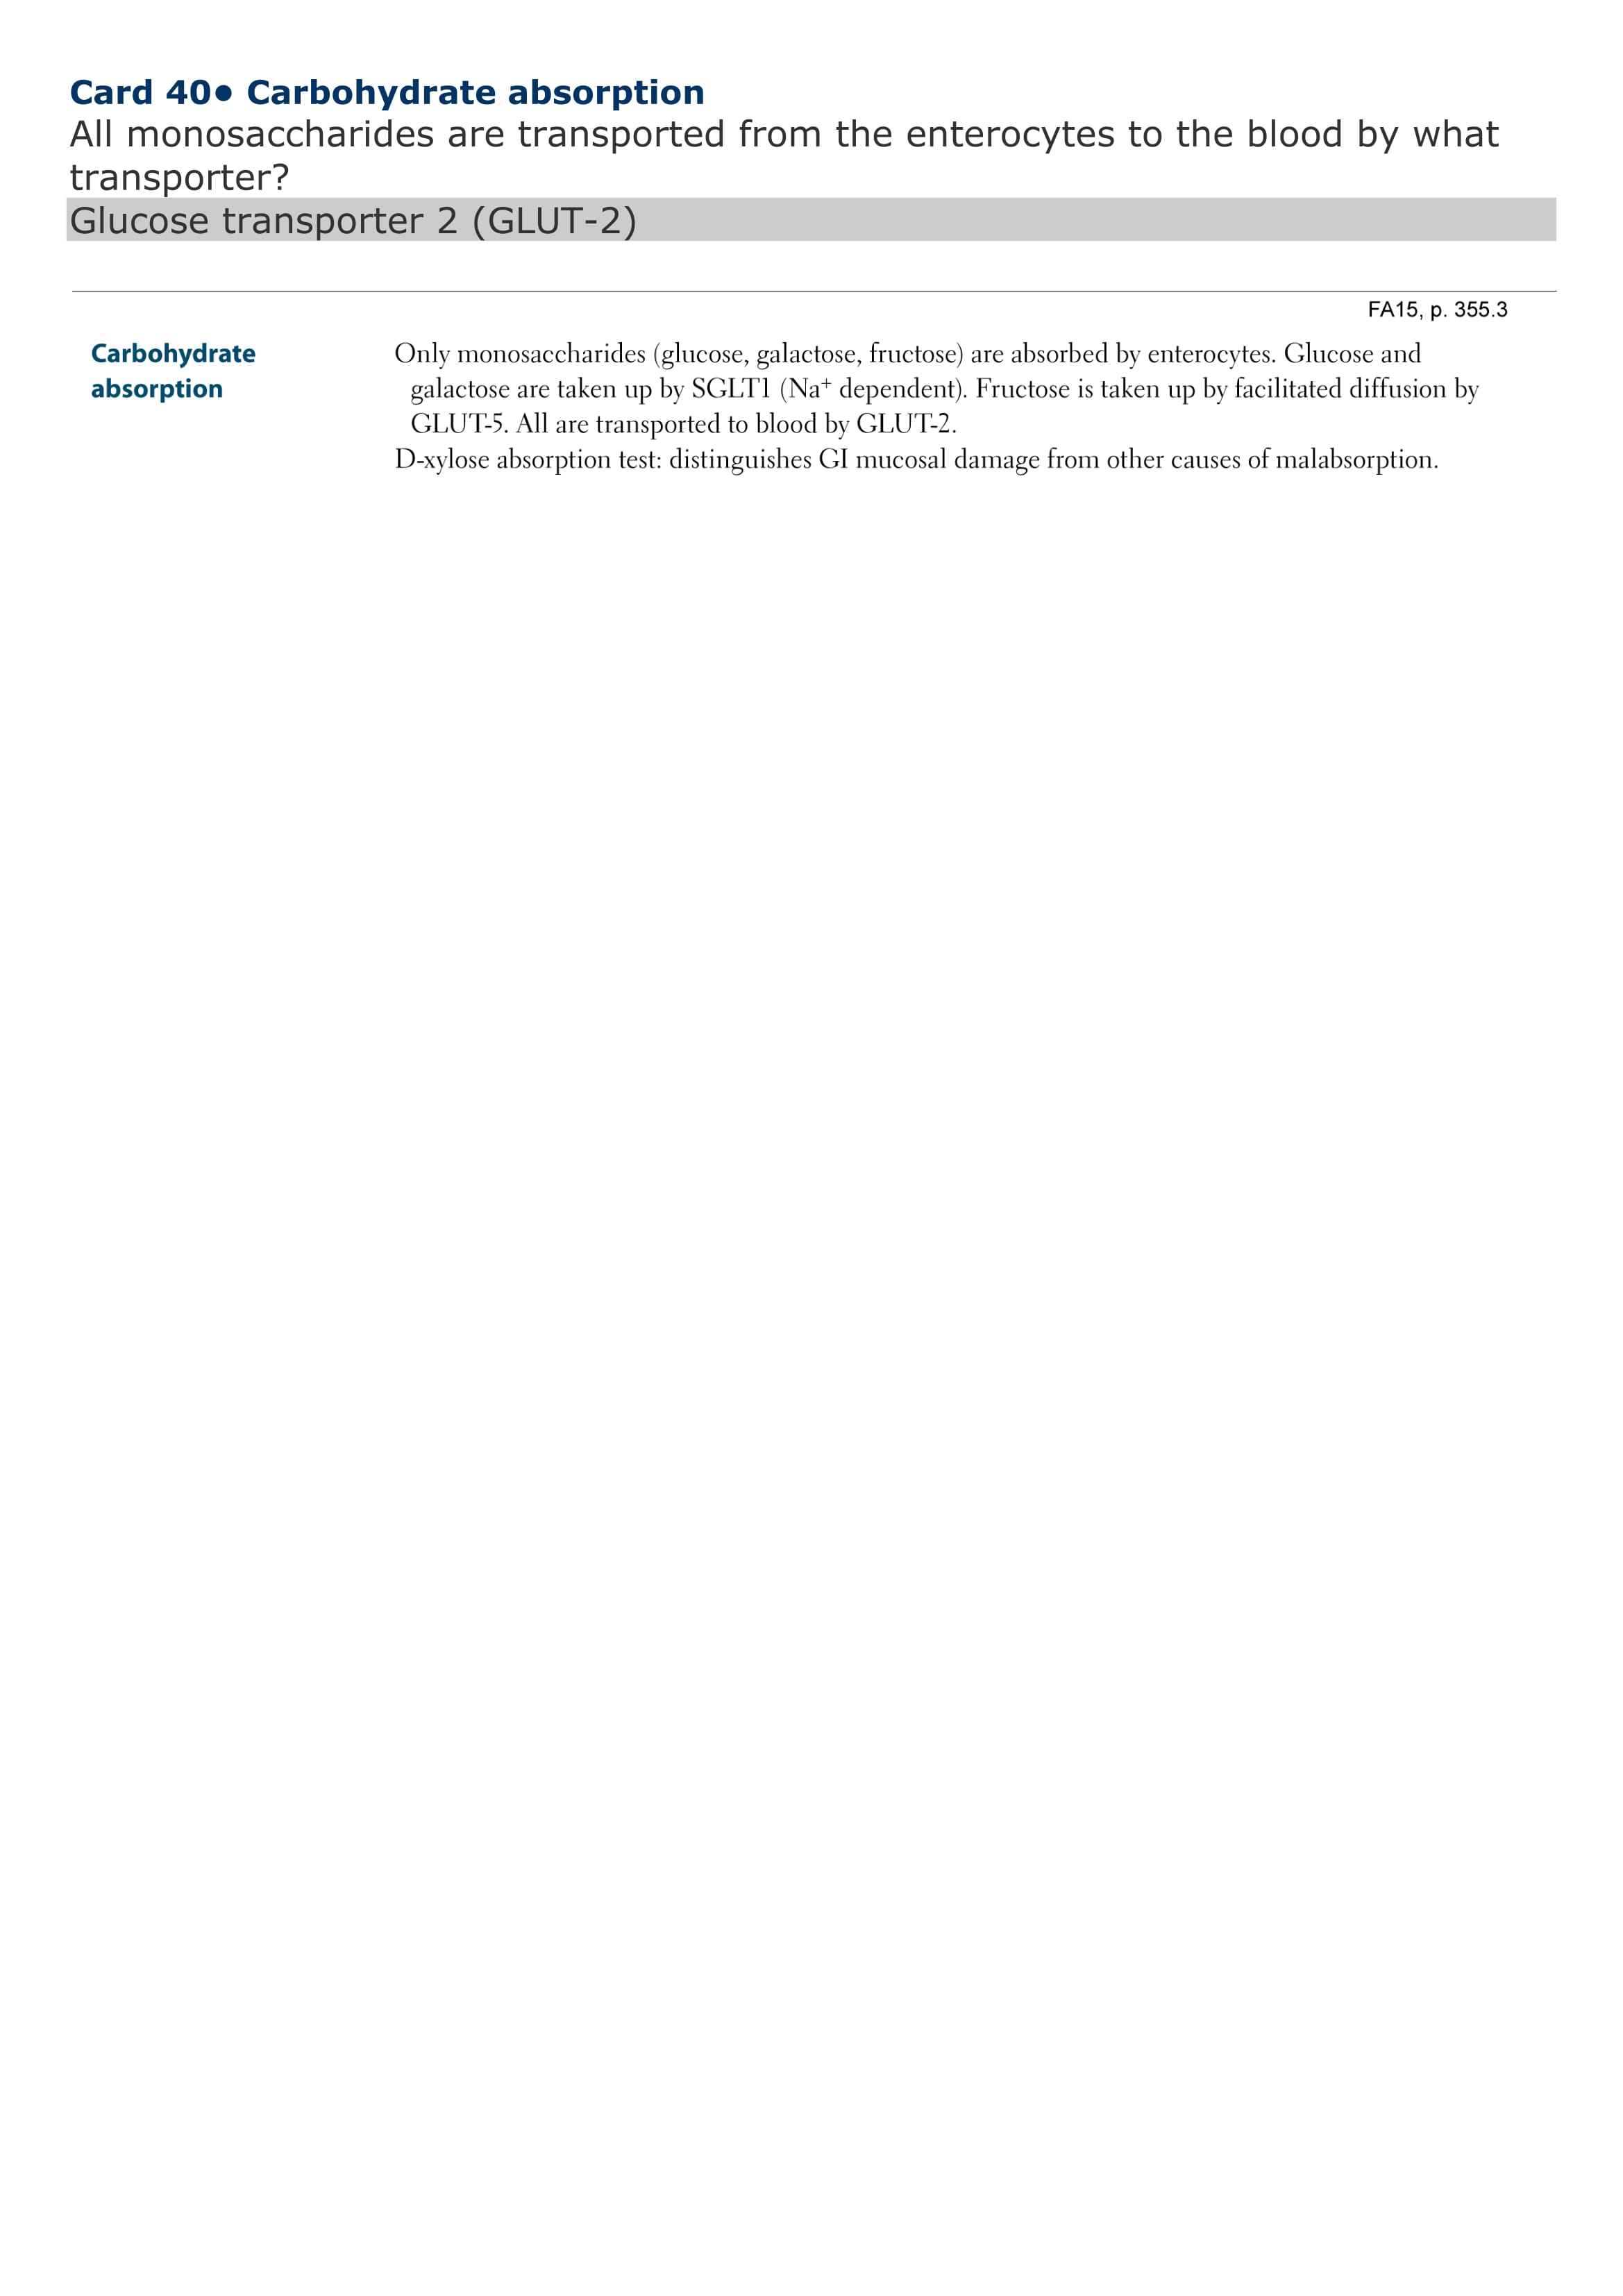 Card 40● Carbohydrate absorption
All monosaccharides are transported from the enterocytes to the blood by what
transporter?
Glucose transporter 2 (GLUT-2)
FA15, p. 355.3
Carbohydrate
absorption
Only monosaccharides (glucose, galactose, fructose) are absorbed by enterocytes. Glucose and
galactose are taken up by SGLT1 (Na⁺ dependent). Fructose is taken up by facilitated diffusion by
GLUT-5. All are transported to blood by GLUT-2.
D-xylose absorption test: distinguishes GI mucosal damage from other causes of malabsorption.